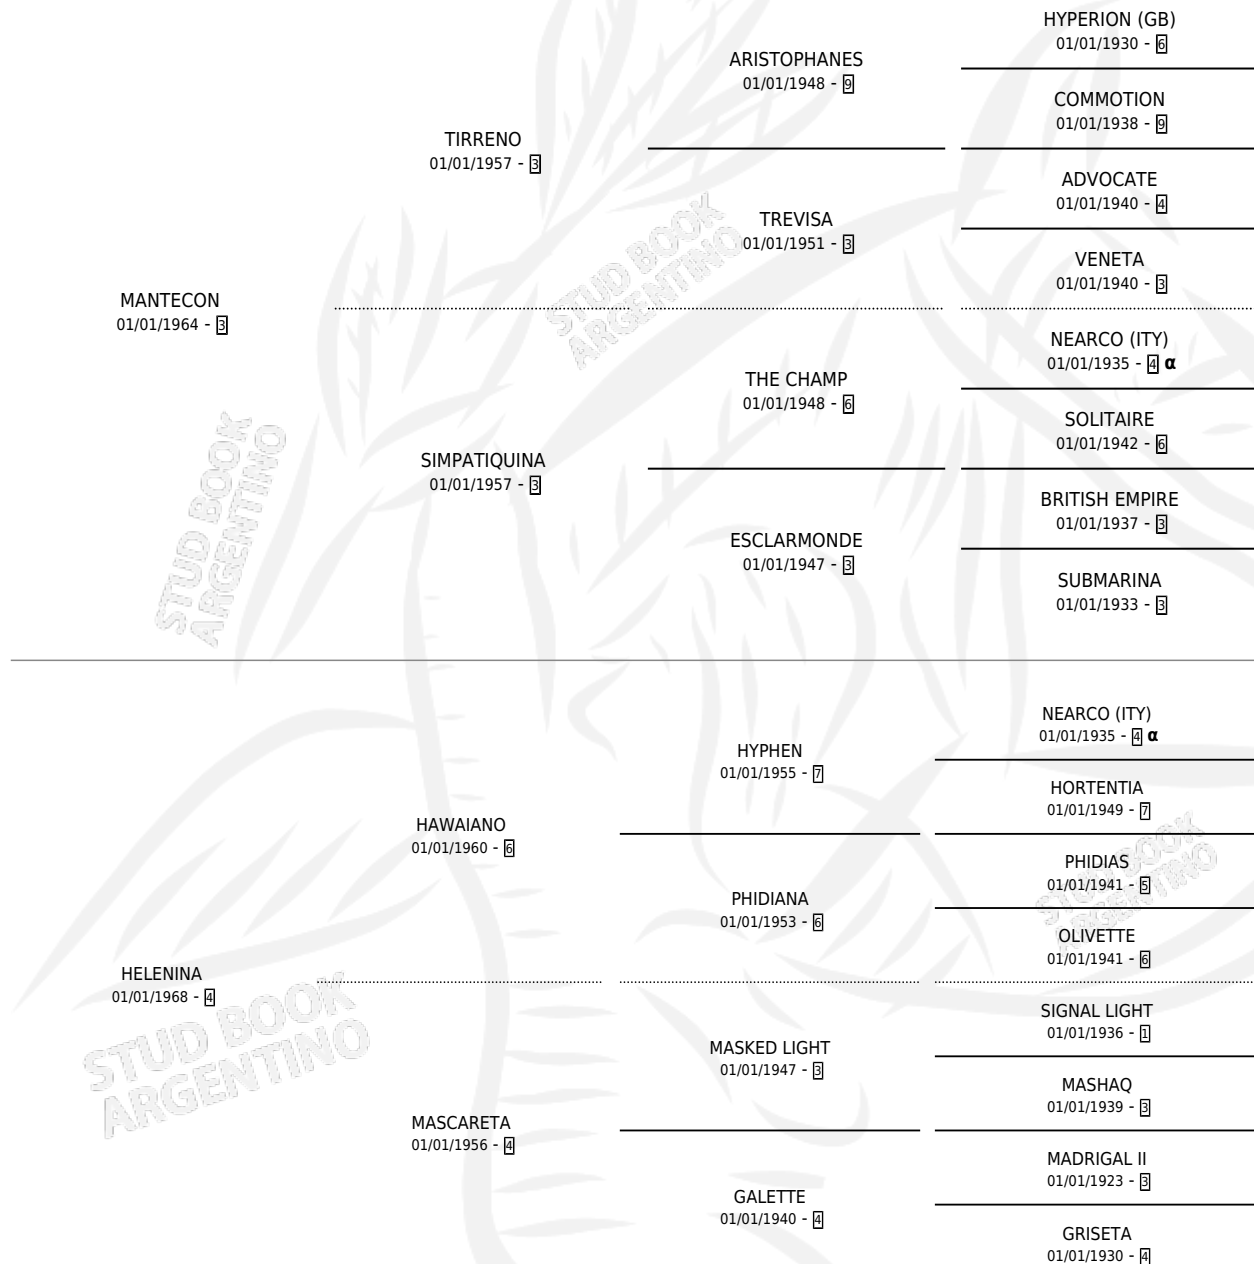 HYPERION (GB)
01/01/1930 - 6
ARISTOPHANES
01/01/1948 - 9
COMMOTION
01/01/1938 - 9
TIRRENO
01/01/1957 - 3
ADVOCATE
01/01/1940 - 4
TREVISA
01/01/1951 - 3
VENETA
01/01/1940 - 3
MANTECON
01/01/1964 - 3
NEARCO (ITY)
01/01/1935 - 4 α
THE CHAMP
01/01/1948 - 6
SOLITAIRE
01/01/1942 - 6
SIMPATIQUINA
01/01/1957 - 3
BRITISH EMPIRE
01/01/1937 - 3
ESCLARMONDE
01/01/1947 - 3
SUBMARINA
01/01/1933 - 3
NEARCO (ITY)
01/01/1935 - 4 α
HYPHEN
01/01/1955 - 7
HORTENTIA
01/01/1949 - 7
HAWAIANO
01/01/1960 - 6
PHIDIAS
01/01/1941 - 5
PHIDIANA
01/01/1953 - 6
OLIVETTE
01/01/1941 - 6
HELENINA
01/01/1968 - 4
SIGNAL LIGHT
01/01/1936 - 1
MASKED LIGHT
01/01/1947 - 3
MASHAQ
01/01/1939 - 3
MASCARETA
01/01/1956 - 4
MADRIGAL II
01/01/1923 - 3
GALETTE
01/01/1940 - 4
GRISETA
01/01/1930 - 4
STUD BOOK
ARGENTINO
STUD BOOK
ARGENTINO
STUD BOOK
ARGENTINO
STUD BOOK
ARGENTINO